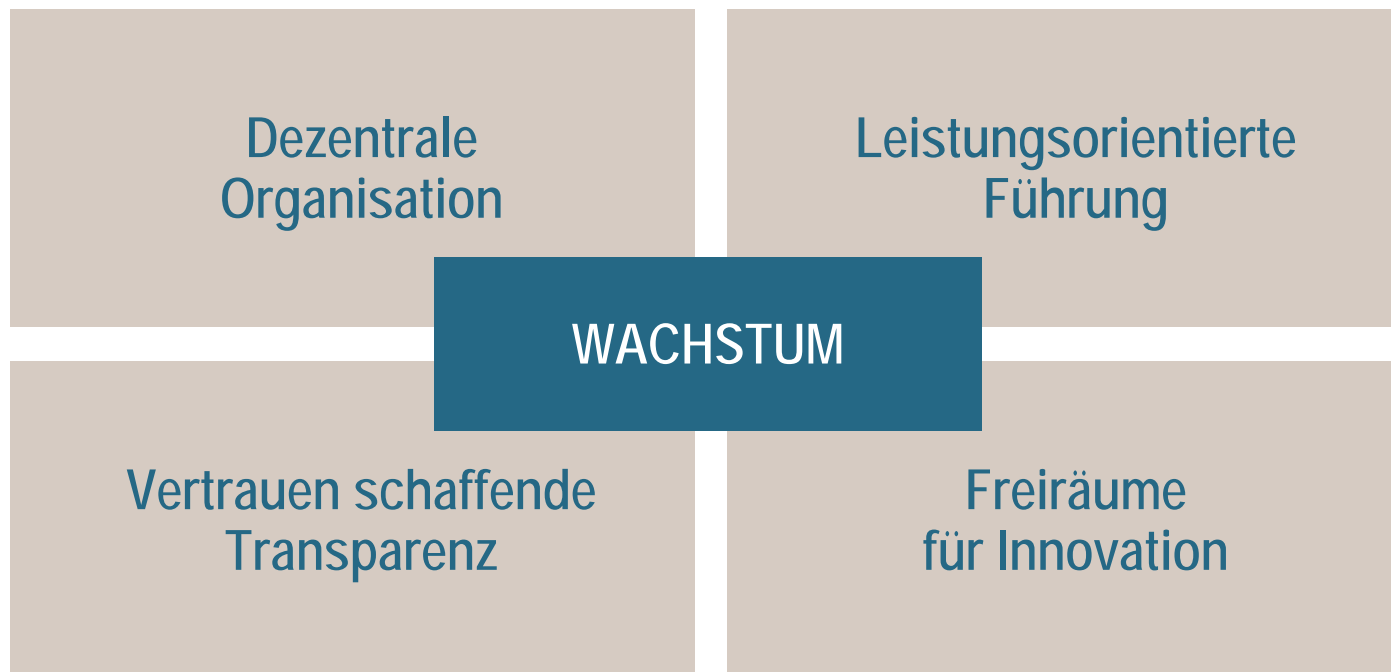 Dezentrale
Organisation
Leistungsorientierte
Führung
WACHSTUM
Vertrauen schaffende
Transparenz
Freiräume
für Innovation